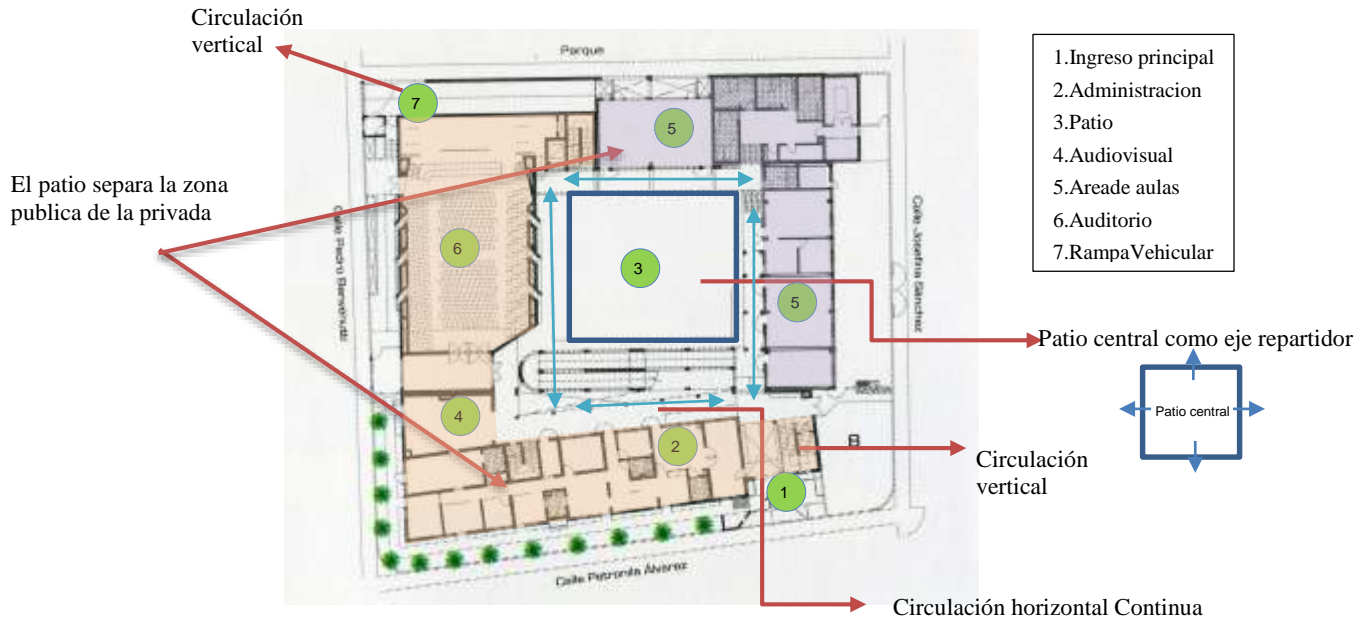 Circulación
vertical
Parque
1.Ingreso principal
2.Administracion
3.Patio
4.Audiovisual
5.Areade aulas
6.Auditorio
7.RampaVehicular
7
5
El patio separa la zona
publica de la privada
Calle Pedro Benvenutti
6
3
5
Calle Josefina Sánchez
Patio central como eje repartidor
Patio central
4
2
1
Circulación
vertical
Calle Petronila Álvarez
Circulación horizontal Continua